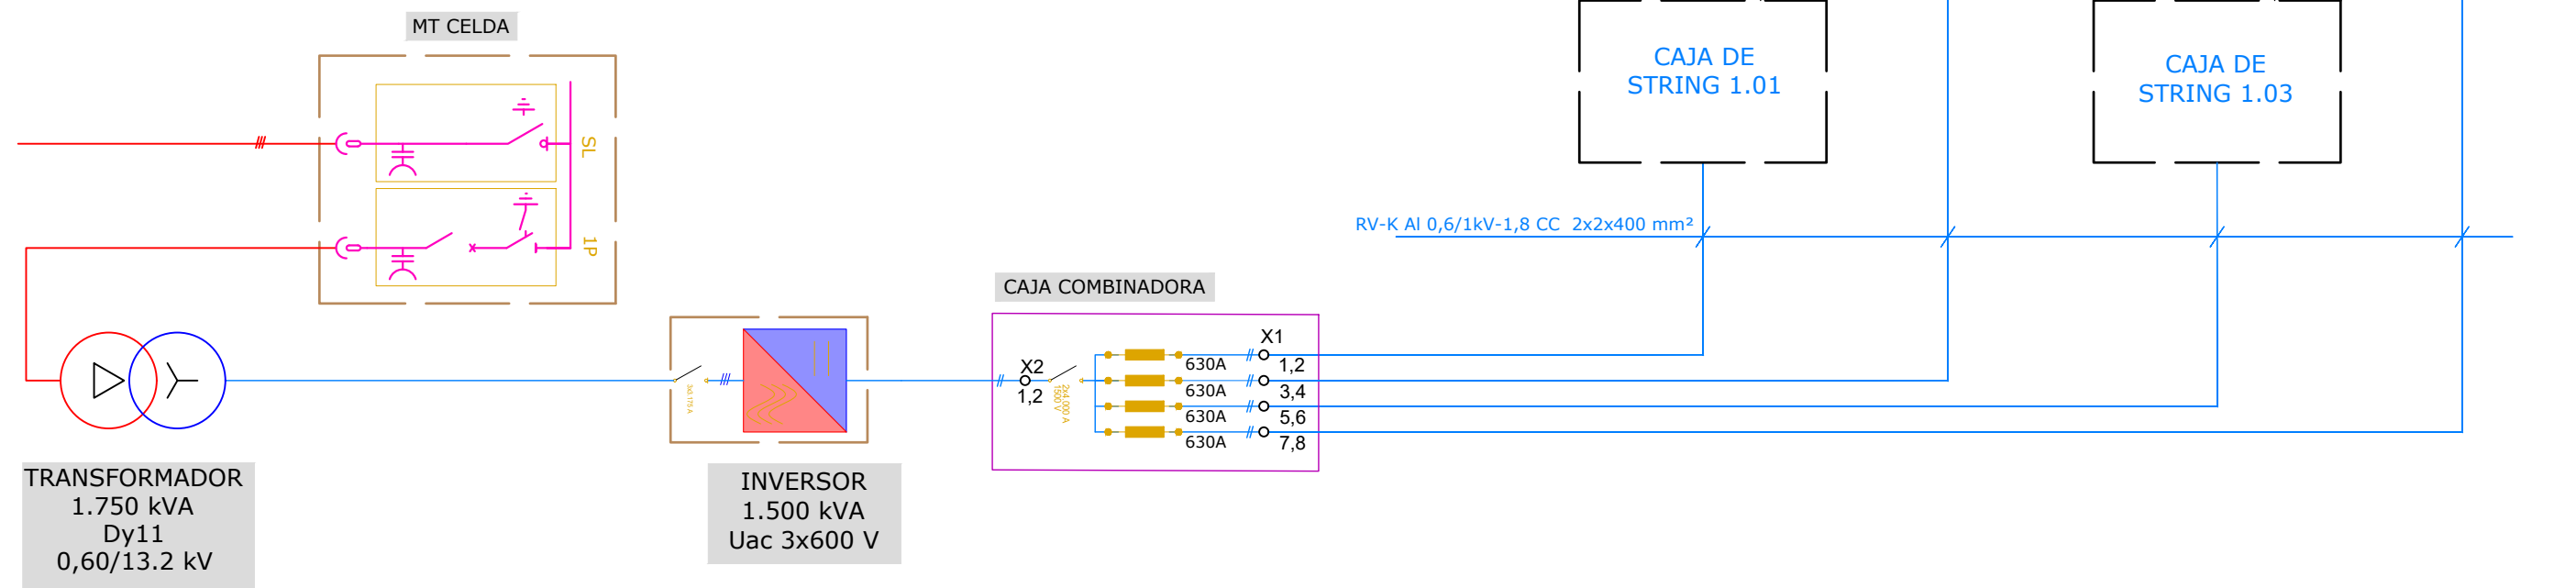 MT CELDA
SL
1P
CAJA DE
STRING 1.01
CAJA DE
STRING 1.03
RV-K Al 0,6/1kV-1,8 CC 2x2x400 mm²
CAJA COMBINADORA
X2
1,2
2x4.000 A
1500 V
X1
630A
1,2
630A
3,4
630A
5,6
630A
7,8
TRANSFORMADOR
1.750 kVA
Dy11
0,60/13.2 kV
INVERSOR
1.500 kVA
Uac 3x600 V